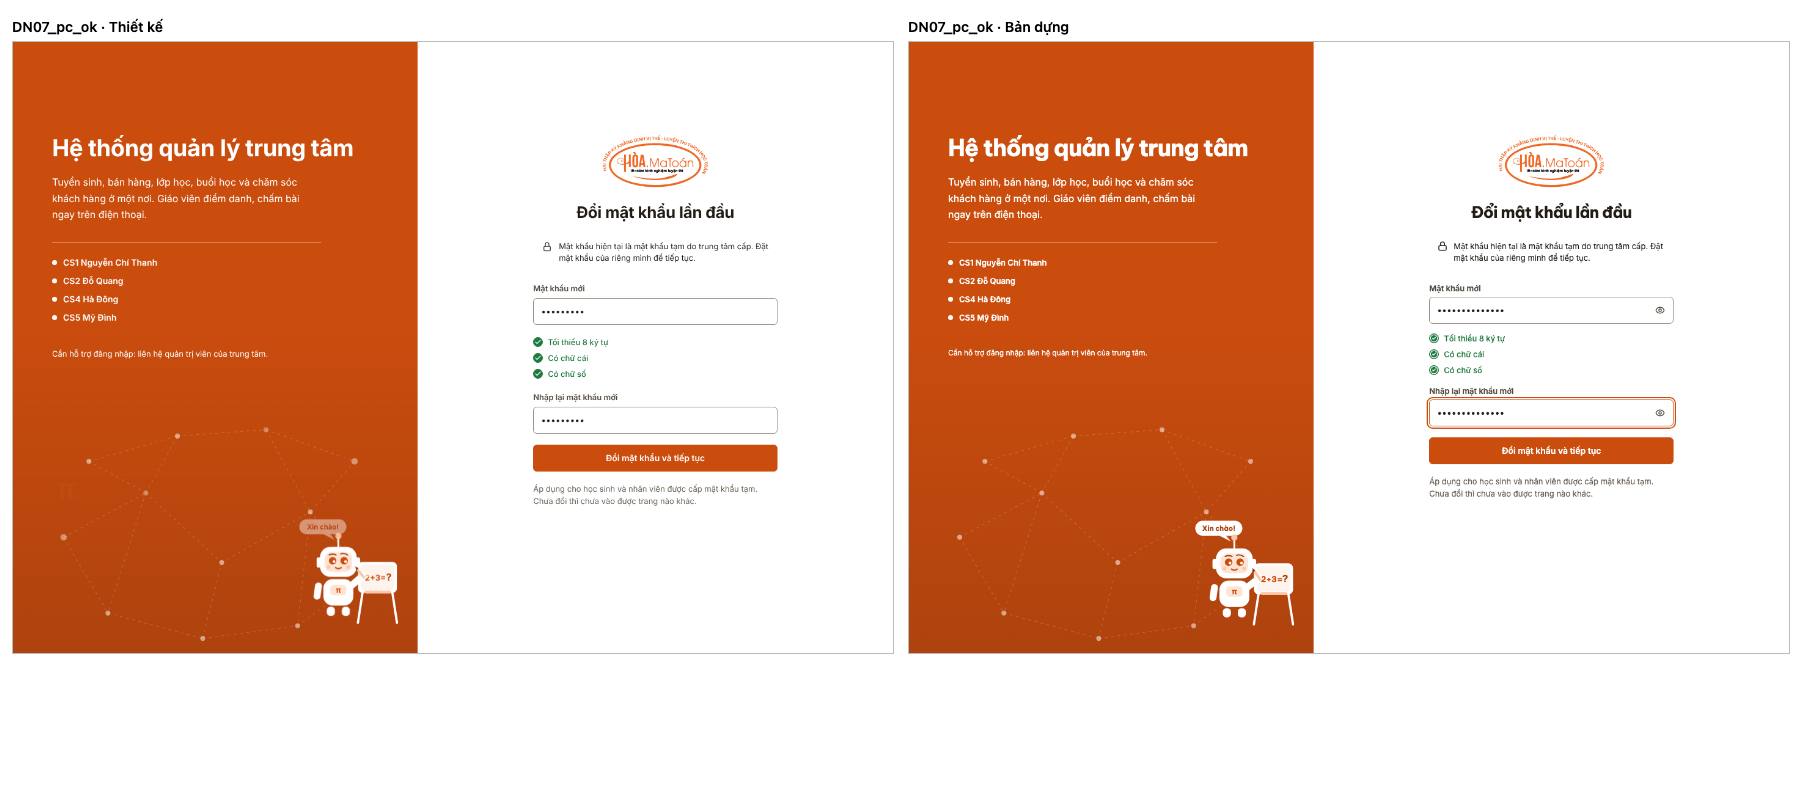 DN07_pc_ok · Thiết kế
Hệ thống quản lý trung tâm
Tuyển sinh, bán hàng, lớp học, buổi học và chăm sóc
khách hàng ở một nơi. Giáo viên điểm danh, chấm bài
ngay trên điện thoại.
CS1 Nguyễn Chí Thanh
CS2 Đỗ Quang
CS4 Hà Đông
CS5 Mỹ Đình
Cần hỗ trợ đăng nhập: liên hệ quản trị viên của trung tâm.
π
Xin chào!
2+3=?
π
HÒA.MaToán
Đổi mật khẩu lần đầu
Mật khẩu hiện tại là mật khẩu tạm do trung tâm cấp. Đặt
mật khẩu của riêng mình để tiếp tục.
Mật khẩu mới
•••••••••
Tối thiểu 8 ký tự
Có chữ cái
Có chữ số
Nhập lại mật khẩu mới
•••••••••
Đổi mật khẩu và tiếp tục
Áp dụng cho học sinh và nhân viên được cấp mật khẩu tạm.
Chưa đổi thì chưa vào được trang nào khác.
DN07_pc_ok · Bản dựng
Hệ thống quản lý trung tâm
Tuyển sinh, bán hàng, lớp học, buổi học và chăm sóc
khách hàng ở một nơi. Giáo viên điểm danh, chấm bài
ngay trên điện thoại.
CS1 Nguyễn Chí Thanh
CS2 Đỗ Quang
CS4 Hà Đông
CS5 Mỹ Đình
Cần hỗ trợ đăng nhập: liên hệ quản trị viên của trung tâm.
Xin chào!
2+3=?
π
HÒA.MaToán
Đổi mật khẩu lần đầu
Mật khẩu hiện tại là mật khẩu tạm do trung tâm cấp. Đặt
mật khẩu của riêng mình để tiếp tục.
Mật khẩu mới
••••••••••••••
Tối thiểu 8 ký tự
Có chữ cái
Có chữ số
Nhập lại mật khẩu mới
••••••••••••••
Đổi mật khẩu và tiếp tục
Áp dụng cho học sinh và nhân viên được cấp mật khẩu tạm.
Chưa đổi thì chưa vào được trang nào khác.